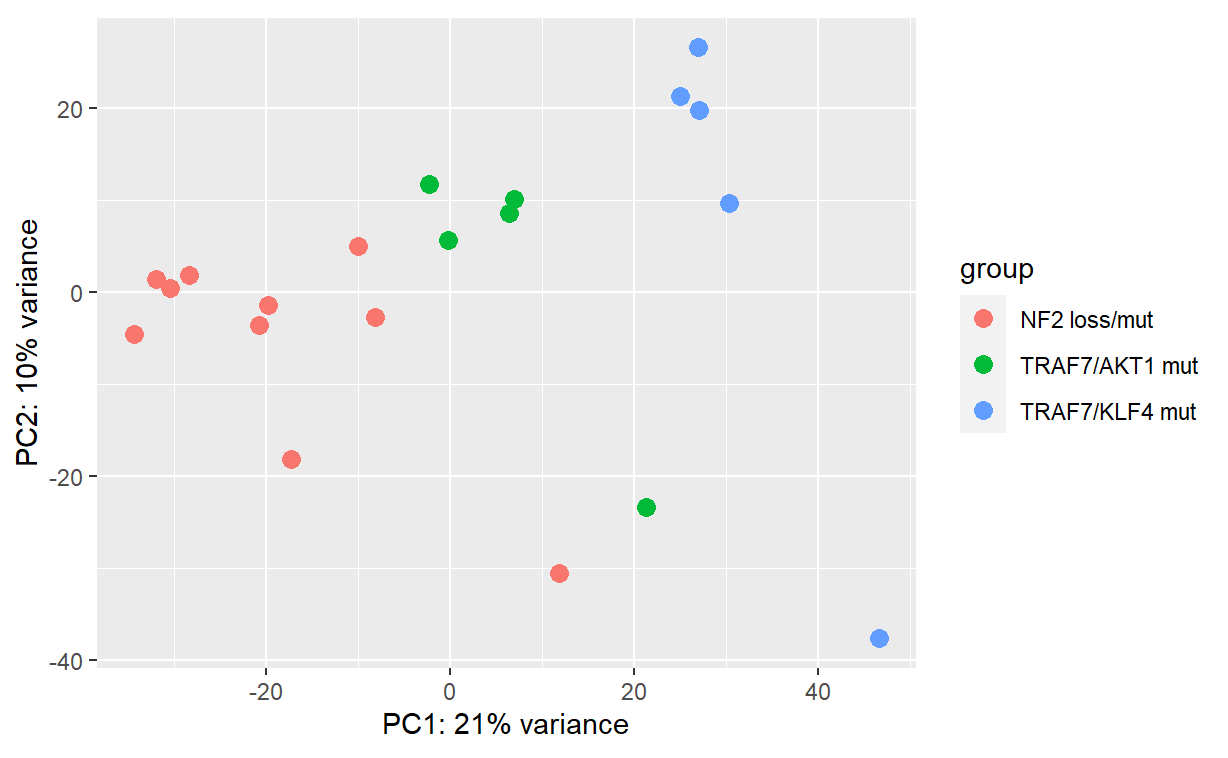 20
0
-20
-40
PC2: 10% variance
-20 0 20 40
PC1: 21% variance
group
NF2 loss/mut
TRAF7/AKT1 mut
TRAF7/KLF4 mut